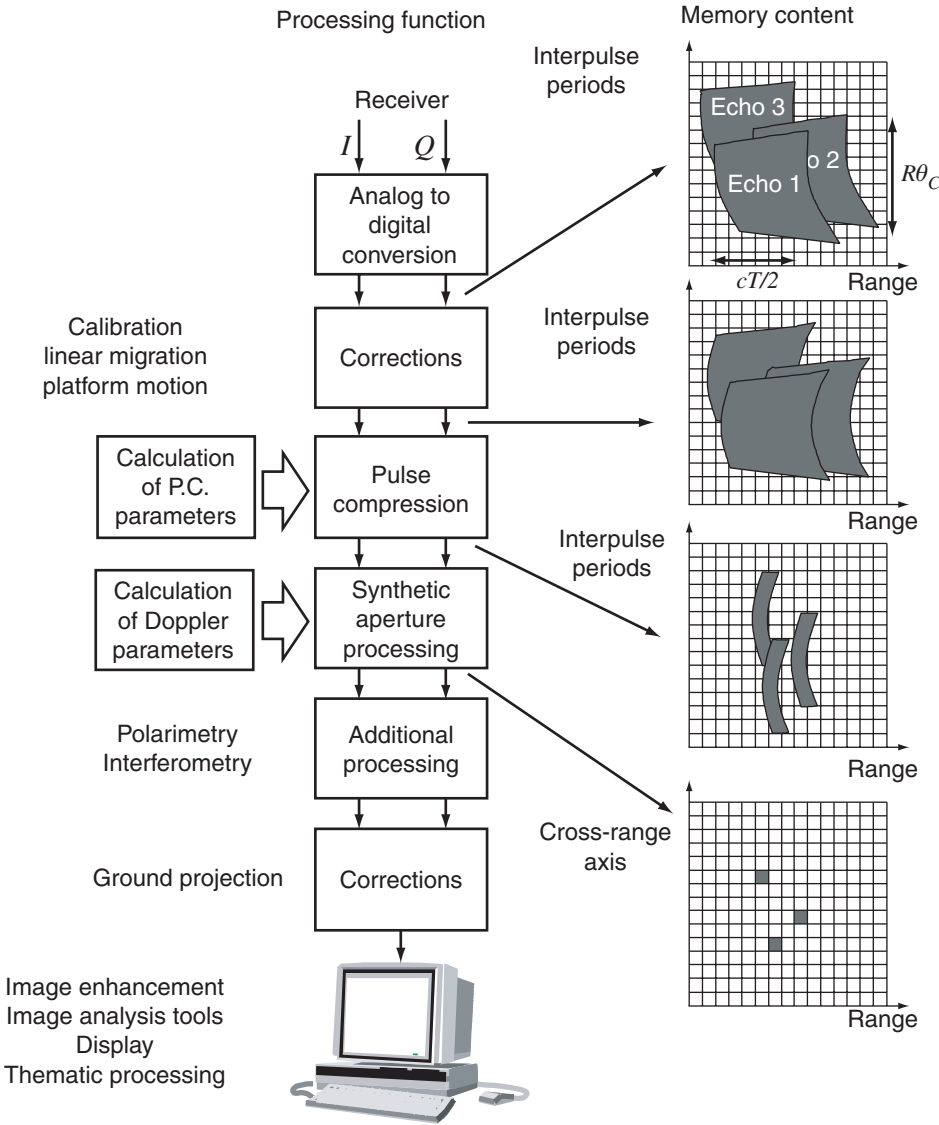 Processing function
Memory content
Interpulse
periods
Receiver
I
Q
Analog to
digital
conversion
Echo 3
o 2
Echo 1
RθC
cT/2
Range
Calibration
linear migration
platform motion
Corrections
Interpulse
periods
Range
Calculation
of P.C.
parameters
Pulse
compression
Interpulse
periods
Range
Calculation
of Doppler
parameters
Synthetic
aperture
processing
Polarimetry
Interferometry
Additional
processing
Cross-range
axis
Range
Ground projection
Corrections
Image enhancement
Image analysis tools
Display
Thematic processing